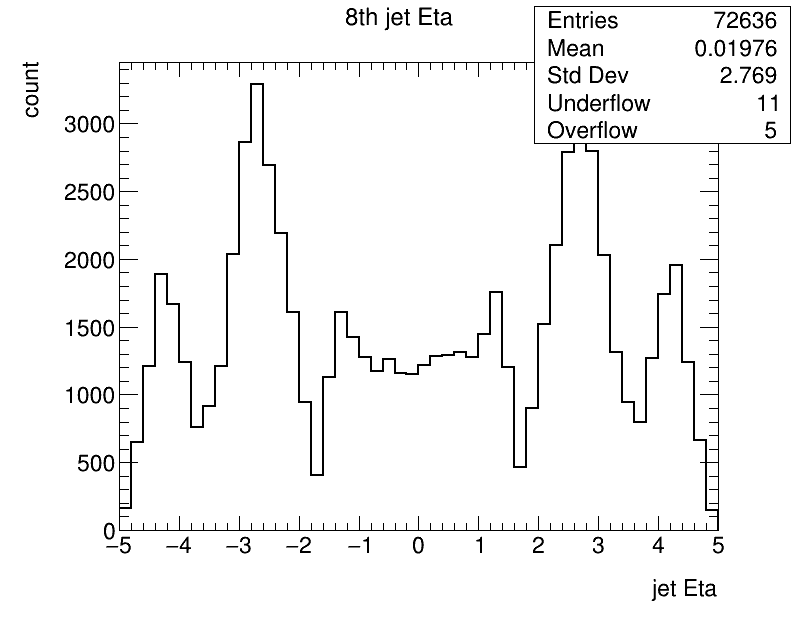 8th jet Eta
Entries 72636
Mean 0.01976
Std Dev 2.769
Underflow 11
Overflow 5
count
3000
2500
2000
1500
1000
500
0
−5 −4 −3 −2 −1 0 1 2 3 4 5
jet Eta